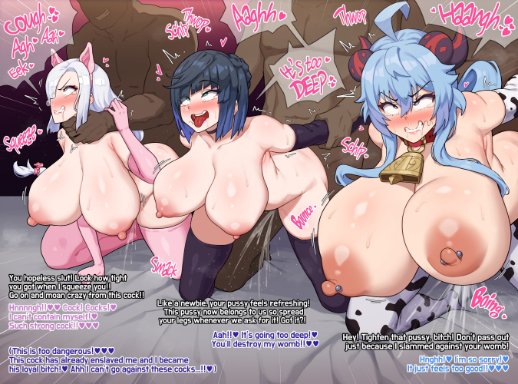 COUGH♥
Agh♥ Aah♥
Eek♥
Thrust♥
Aaghh♥
Thrust♥
Haangh♥
It's too
DEEP♥
Squeeze♥
Smack
Bounce♥
Boing♥
You hopeless slut! Look how tight
you got when I squeeze you!!
Go on and moan crazy from this cock!!
Hnnmgh!!♥♥ Cock! Cocks!♥
I can't contain myself!♥
Such strong cock!!♥♥
(This is too dangerous!♥♥♥
This cock has already enslaved me and I became
his loyal bitch!♥ Ahh I can't go against these cocks..!!♥)
Like a newbie, your pussy feels refreshing!
This pussy now belongs to us so spread
your legs whenever we ask for it! Got it?!
Aah!!♥ It's going too deep!♥
You'll destroy my womb!!♥♥
Hey! Tighten that pussy, bitch! Don't pass out
just because I slammed against your womb!
Hnghh!♥ I'm so sorry!♥
It just feels too good!!♥♥